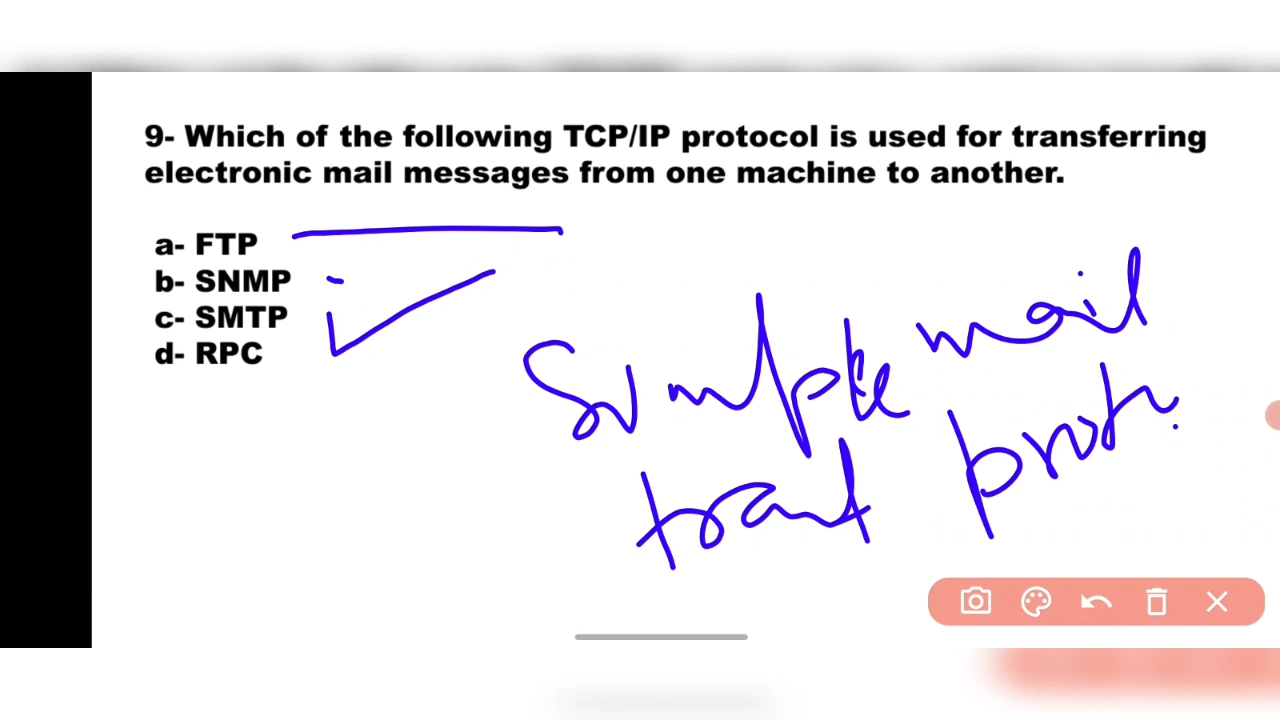 9- Which of the following TCP/IP protocol is used for transferring
electronic mail messages from one machine to another.
a- FTP
b- SNMP
c- SMTP
d- RPC
Simple mail